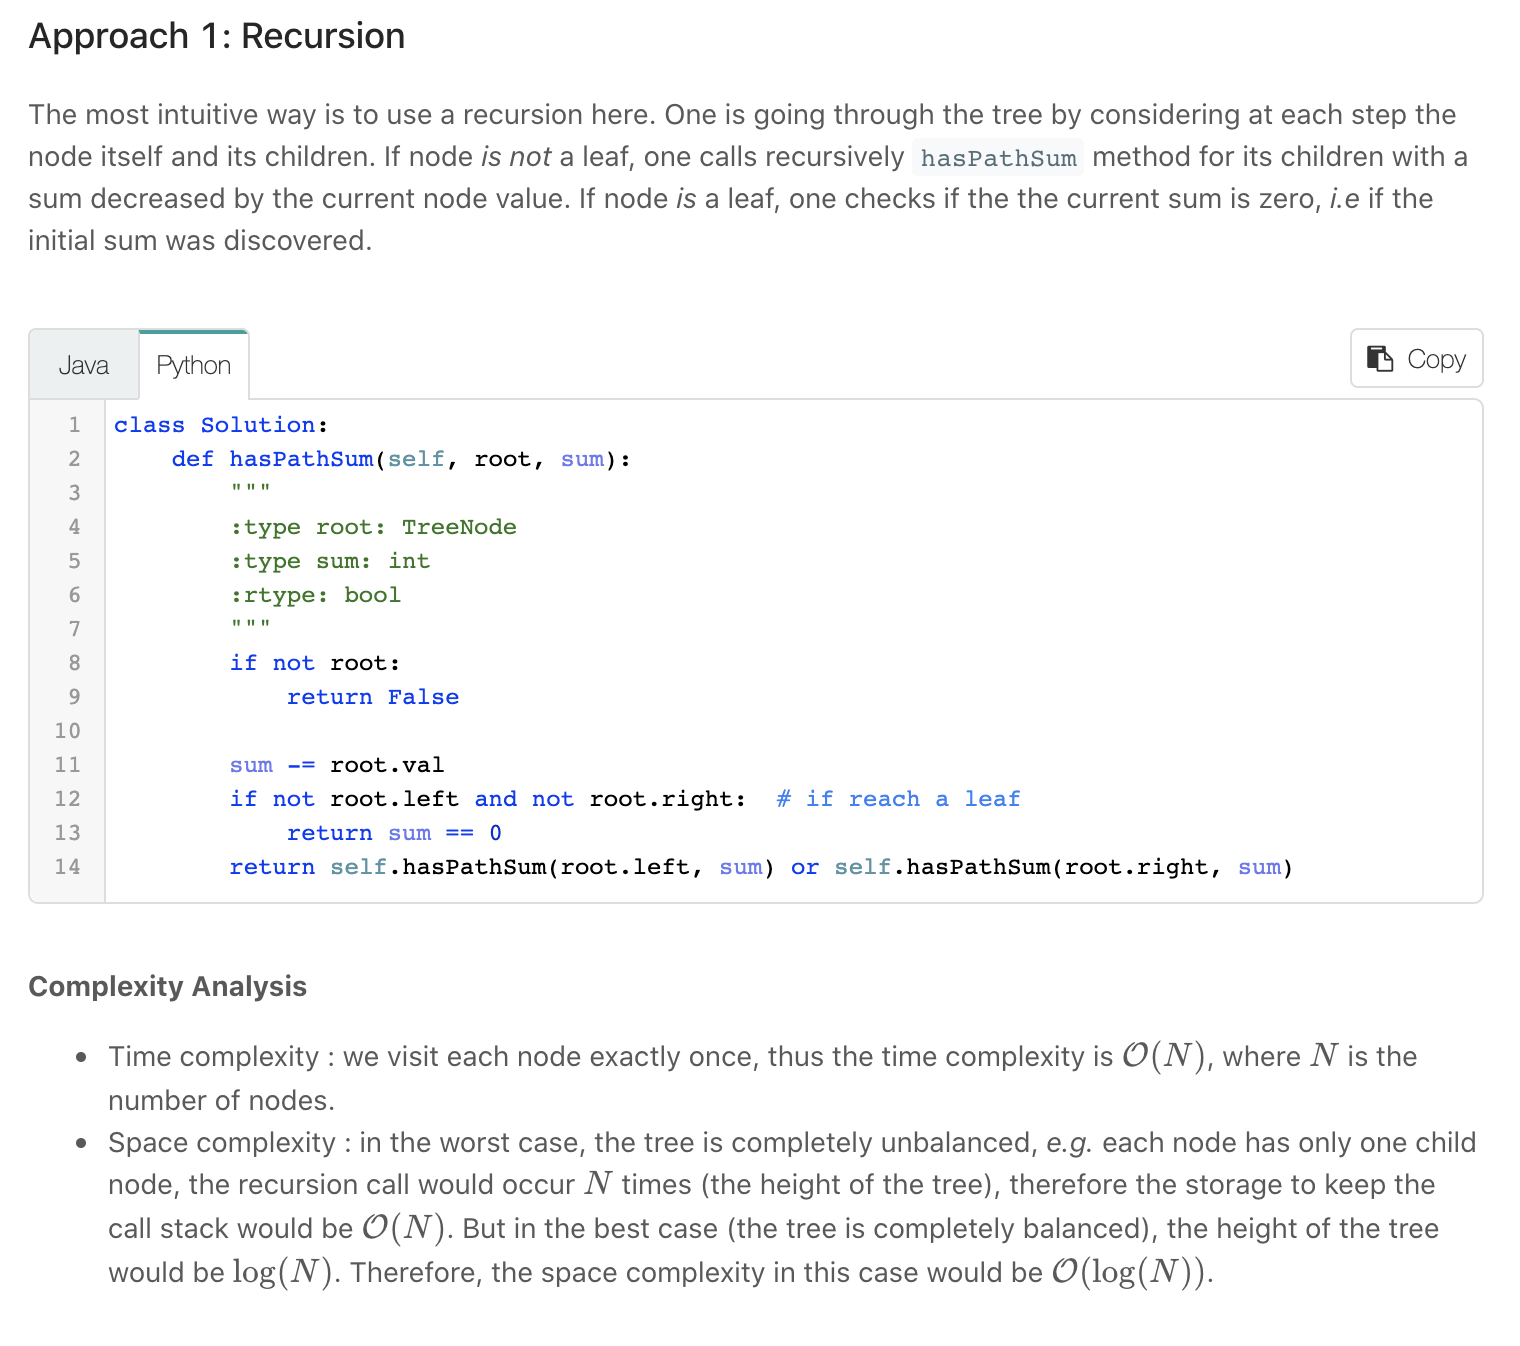 Approach 1: Recursion
The most intuitive way is to use a recursion here. One is going through the tree by considering at each step the
node itself and its children. If node is not a leaf, one calls recursively hasPathSum method for its children with a
sum decreased by the current node value. If node is a leaf, one checks if the the current sum is zero, i.e if the
initial sum was discovered.
Java Python Copy
1 class Solution:
2     def hasPathSum(self, root, sum):
3         """
4         :type root: TreeNode
5         :type sum: int
6         :rtype: bool
7         """
8         if not root:
9             return False
10
11         sum -= root.val
12         if not root.left and not root.right:  # if reach a leaf
13             return sum == 0
14         return self.hasPathSum(root.left, sum) or self.hasPathSum(root.right, sum)
Complexity Analysis
• Time complexity : we visit each node exactly once, thus the time complexity is O(N), where N is the
number of nodes.
• Space complexity : in the worst case, the tree is completely unbalanced, e.g. each node has only one child
node, the recursion call would occur N times (the height of the tree), therefore the storage to keep the
call stack would be O(N). But in the best case (the tree is completely balanced), the height of the tree
would be log(N). Therefore, the space complexity in this case would be O(log(N)).